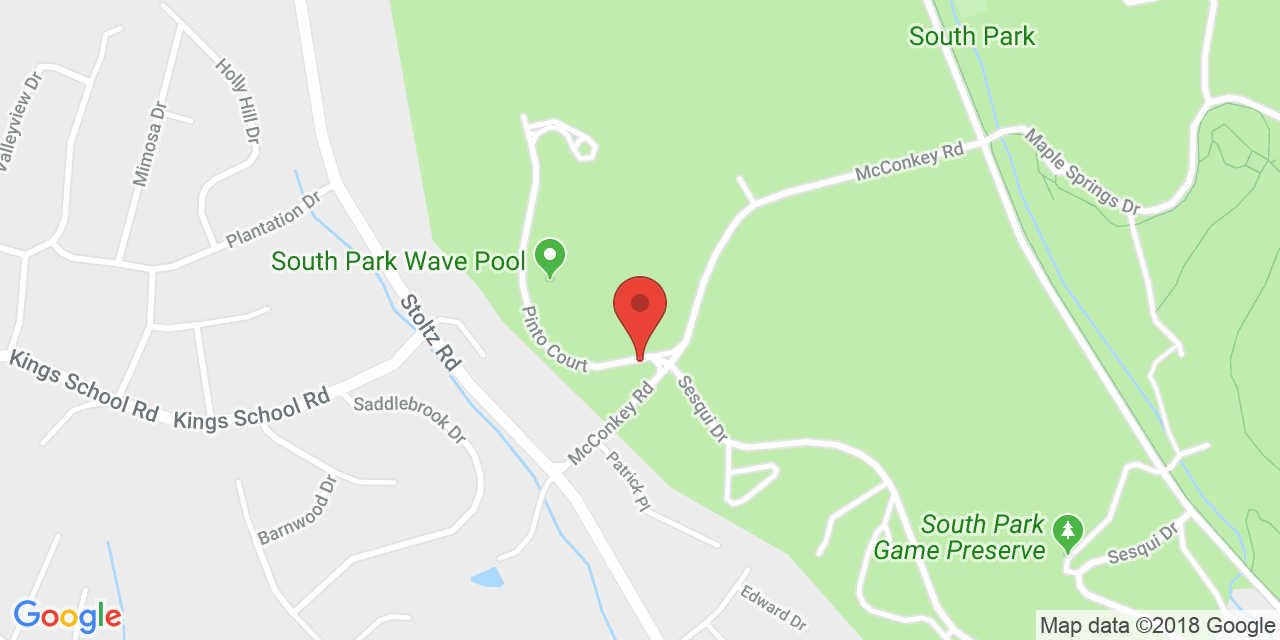 South Park
Valleyview Dr
Mimosa Dr
Holly Hill Dr
McConkey Rd
Maple Springs Dr
Plantation Dr
South Park Wave Pool
Stoltz Rd
Pinto Court
Kings School Rd
Kings School Rd
Saddlebrook Dr
McConkey Rd
Sesqui Dr
Patrick Pl
Barnwood Dr
South Park
Game Preserve
Sesqui Dr
Edward Dr
Google
Map data ©2018 Google